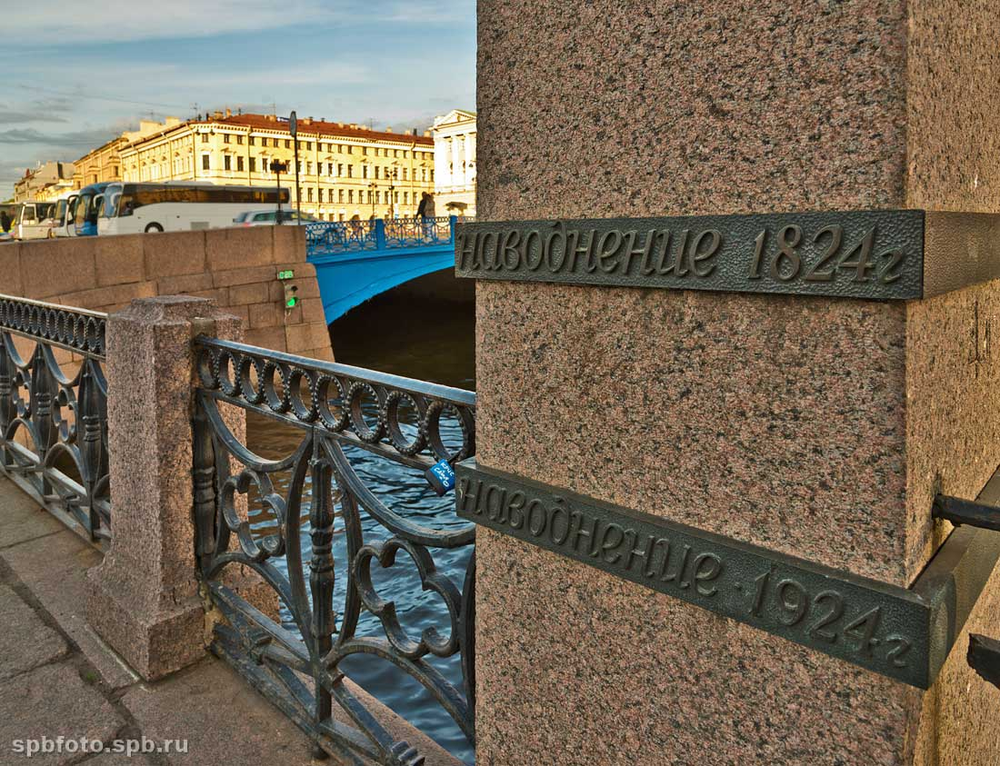 наводнение 1824г
наводнение · 1924г
spbfoto.spb.ru